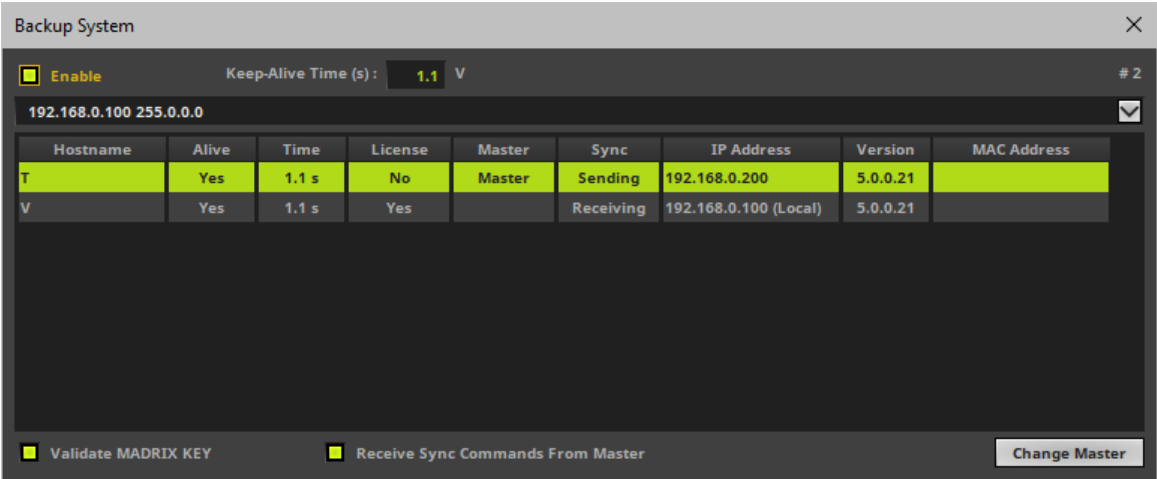 Backup System
Enable Keep-Alive Time (s) : 1.1 V # 2
192.168.0.100 255.0.0.0
Hostname Alive Time License Master Sync IP Address Version MAC Address
T Yes 1.1 s No Master Sending 192.168.0.200 5.0.0.21
V Yes 1.1 s Yes Receiving 192.168.0.100 (Local) 5.0.0.21
Validate MADRIX KEY Receive Sync Commands From Master Change Master